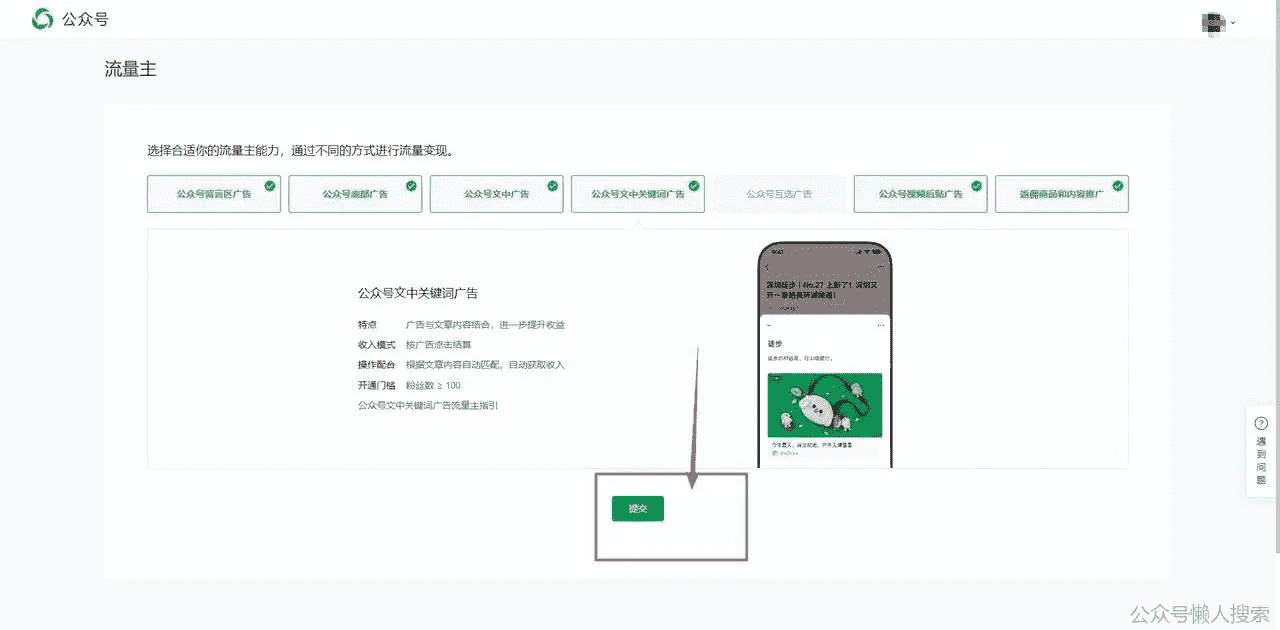 公众号
流量主
选择合适你的流量主能力，通过不同的方式进行流量变现。
公众号留言区广告
公众号底部广告
公众号文中广告
公众号文中关键词广告
公众号互选广告
公众号视频后贴广告
返佣商品和内容推广
公众号文中关键词广告
特点 广告与文章内容结合，进一步提升收益
收入模式 按广告点击结算
操作配合 根据文章内容自动匹配，自动获取收入
开通门槛 粉丝数 ≥ 100
公众号文中关键词广告流量主指引
9:41
徒步
提交
遇到问题
公众号懒人搜索